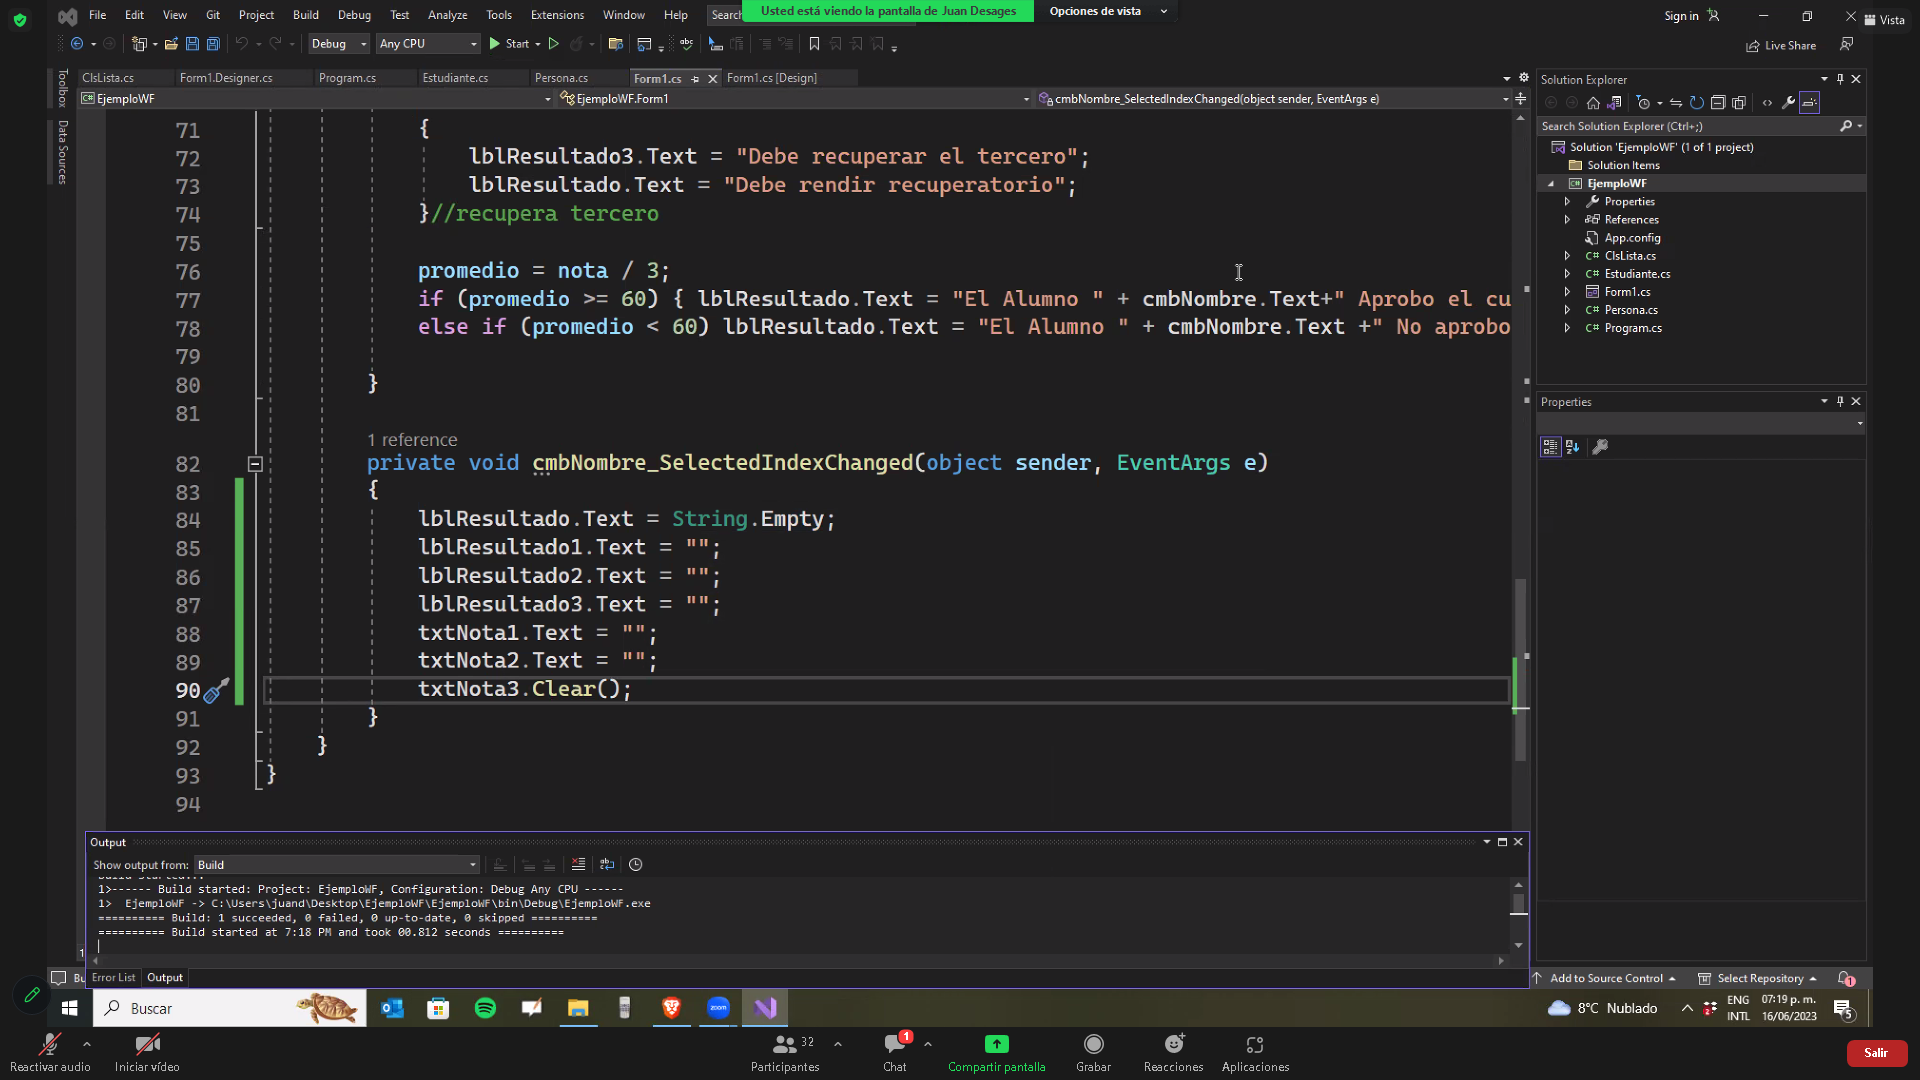 File Edit View Git Project Build Debug Test Analyze Tools Extensions Window Help Search
Usted está viendo la pantalla de Juan Desages Opciones de vista
Sign in
Vista
Debug Any CPU Start
Live Share
ClsLista.cs Form1.Designer.cs Program.cs Estudiante.cs Persona.cs Form1.cs Form1.cs [Design]
EjemploWF EjemploWF.Form1 cmbNombre_SelectedIndexChanged(object sender, EventArgs e)
Toolbox
Data Sources
71 {
72 lblResultado3.Text = "Debe recuperar el tercero";
73 lblResultado.Text = "Debe rendir recuperatorio";
74 }//recupera tercero
75
76 promedio = nota / 3;
77 if (promedio >= 60) { lblResultado.Text = "El Alumno " + cmbNombre.Text+" Aprobo el cu
78 else if (promedio < 60) lblResultado.Text = "El Alumno " + cmbNombre.Text +" No aprobo
79
80 }
81
1 reference
82 private void cmbNombre_SelectedIndexChanged(object sender, EventArgs e)
83 {
84 lblResultado.Text = String.Empty;
85 lblResultado1.Text = "";
86 lblResultado2.Text = "";
87 lblResultado3.Text = "";
88 txtNota1.Text = "";
89 txtNota2.Text = "";
90 txtNota3.Clear();
91 }
92 }
93 }
94
Solution Explorer
Search Solution Explorer (Ctrl+;)
Solution 'EjemploWF' (1 of 1 project)
Solution Items
EjemploWF
Properties
References
App.config
ClsLista.cs
Estudiante.cs
Form1.cs
Persona.cs
Program.cs
Properties
Output
Show output from: Build
Build started...
1>------ Build started: Project: EjemploWF, Configuration: Debug Any CPU ------
1> EjemploWF -> C:\Users\juand\Desktop\EjemploWF\EjemploWF\bin\Debug\EjemploWF.exe
========== Build: 1 succeeded, 0 failed, 0 up-to-date, 0 skipped ==========
========== Build started at 7:18 PM and took 00.812 seconds ==========
Error List Output
Add to Source Control Select Repository 1
Buscar
zoom
8°C Nublado
ENG INTL
07:19 p. m.
16/06/2023
5
Reactivar audio
Iniciar vídeo
32
Participantes
1
Chat
Compartir pantalla
Grabar
Reacciones
Aplicaciones
Salir